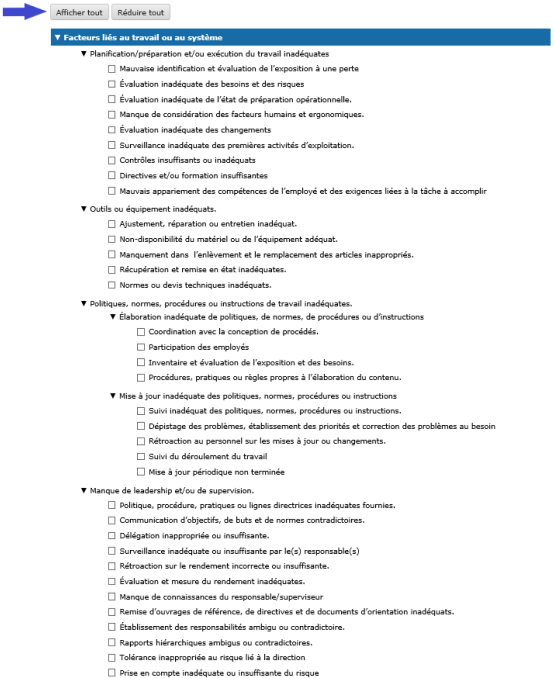 Afficher tout Réduire tout
▼ Facteurs liés au travail ou au système
▼ Planification/préparation et/ou exécution du travail inadéquates
Mauvaise identification et évaluation de l'exposition à une perte
Évaluation inadéquate des besoins et des risques
Évaluation inadéquate de l'état de préparation opérationnelle.
Manque de considération des facteurs humains et ergonomiques.
Évaluation inadéquate des changements
Surveillance inadéquate des premières activités d'exploitation.
Contrôles insuffisants ou inadéquats
Directives et/ou formation insuffisantes
Mauvais appariement des compétences de l'employé et des exigences liées à la tâche à accomplir
▼ Outils ou équipement inadéquats.
Ajustement, réparation ou entretien inadéquat.
Non-disponibilité du matériel ou de l'équipement adéquat.
Manquement dans l'enlèvement et le remplacement des articles inappropriés.
Récupération et remise en état inadéquates.
Normes ou devis techniques inadéquats.
▼ Politiques, normes, procédures ou instructions de travail inadéquates.
▼ Élaboration inadéquate de politiques, de normes, de procédures ou d'instructions
Coordination avec la conception de procédés.
Participation des employés
Inventaire et évaluation de l'exposition et des besoins.
Procédures, pratiques ou règles propres à l'élaboration du contenu.
▼ Mise à jour inadéquate des politiques, normes, procédures ou instructions
Suivi inadéquat des politiques, normes, procédures ou instructions.
Dépistage des problèmes, établissement des priorités et correction des problèmes au besoin
Rétroaction au personnel sur les mises à jour ou changements.
Suivi du déroulement du travail
Mise à jour périodique non terminée
▼ Manque de leadership et/ou de supervision.
Politique, procédure, pratiques ou lignes directrices inadéquates fournies.
Communication d'objectifs, de buts et de normes contradictoires.
Délégation inappropriée ou insuffisante.
Surveillance inadéquate ou insuffisante par le(s) responsable(s)
Rétroaction sur le rendement incorrecte ou insuffisante.
Évaluation et mesure du rendement inadéquates.
Manque de connaissances du responsable/superviseur
Remise d'ouvrages de référence, de directives et de documents d'orientation inadéquats.
Établissement des responsabilités ambigu ou contradictoire.
Rapports hiérarchiques ambigus ou contradictoires.
Tolérance inappropriée au risque lié à la direction
Prise en compte inadéquate ou insuffisante du risque